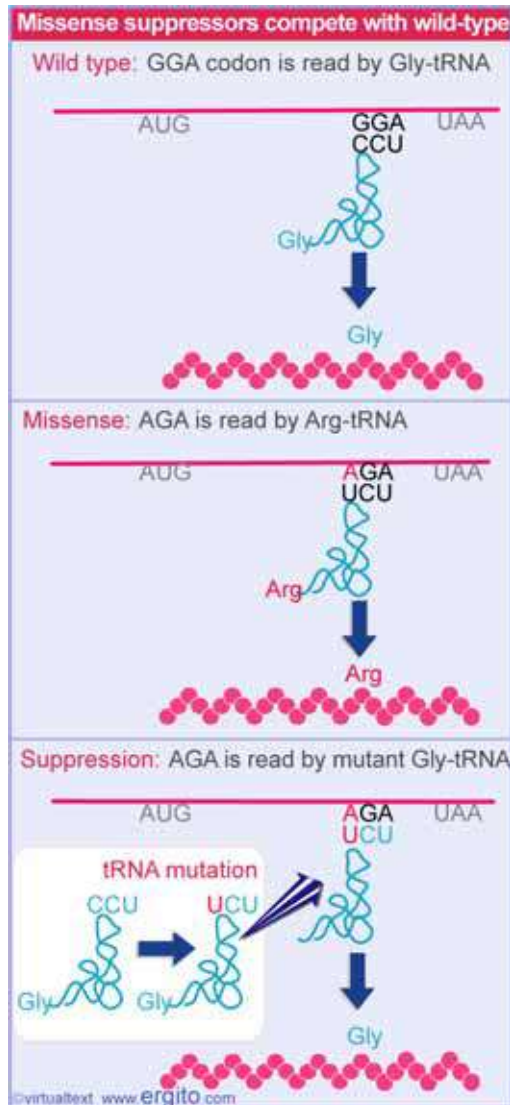 Missense suppressors compete with wild-type
Wild type: GGA codon is read by Gly-tRNA
AUG GGA UAA
CCU
Gly
Gly
Missense: AGA is read by Arg-tRNA
AUG AGA UAA
UCU
Arg
Arg
Suppression: AGA is read by mutant Gly-tRNA
AUG AGA UAA
UCU
tRNA mutation
CCU UCU
Gly Gly
Gly
©virtualtext www.ergito.com